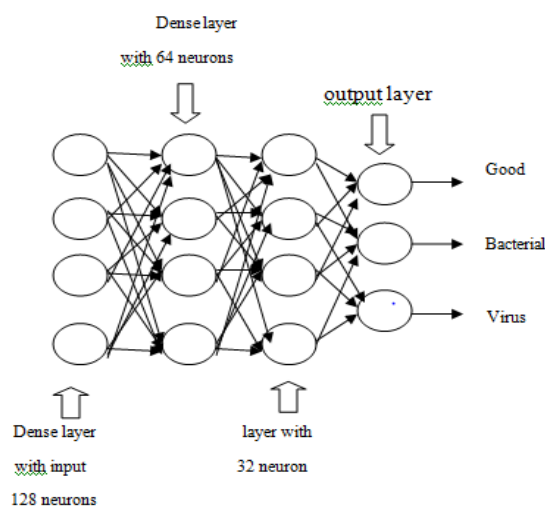 Dense layer
with 64 neurons
output layer
Good
Bacterial
Virus
Dense layer
with input
128 neurons
layer with
32 neuron